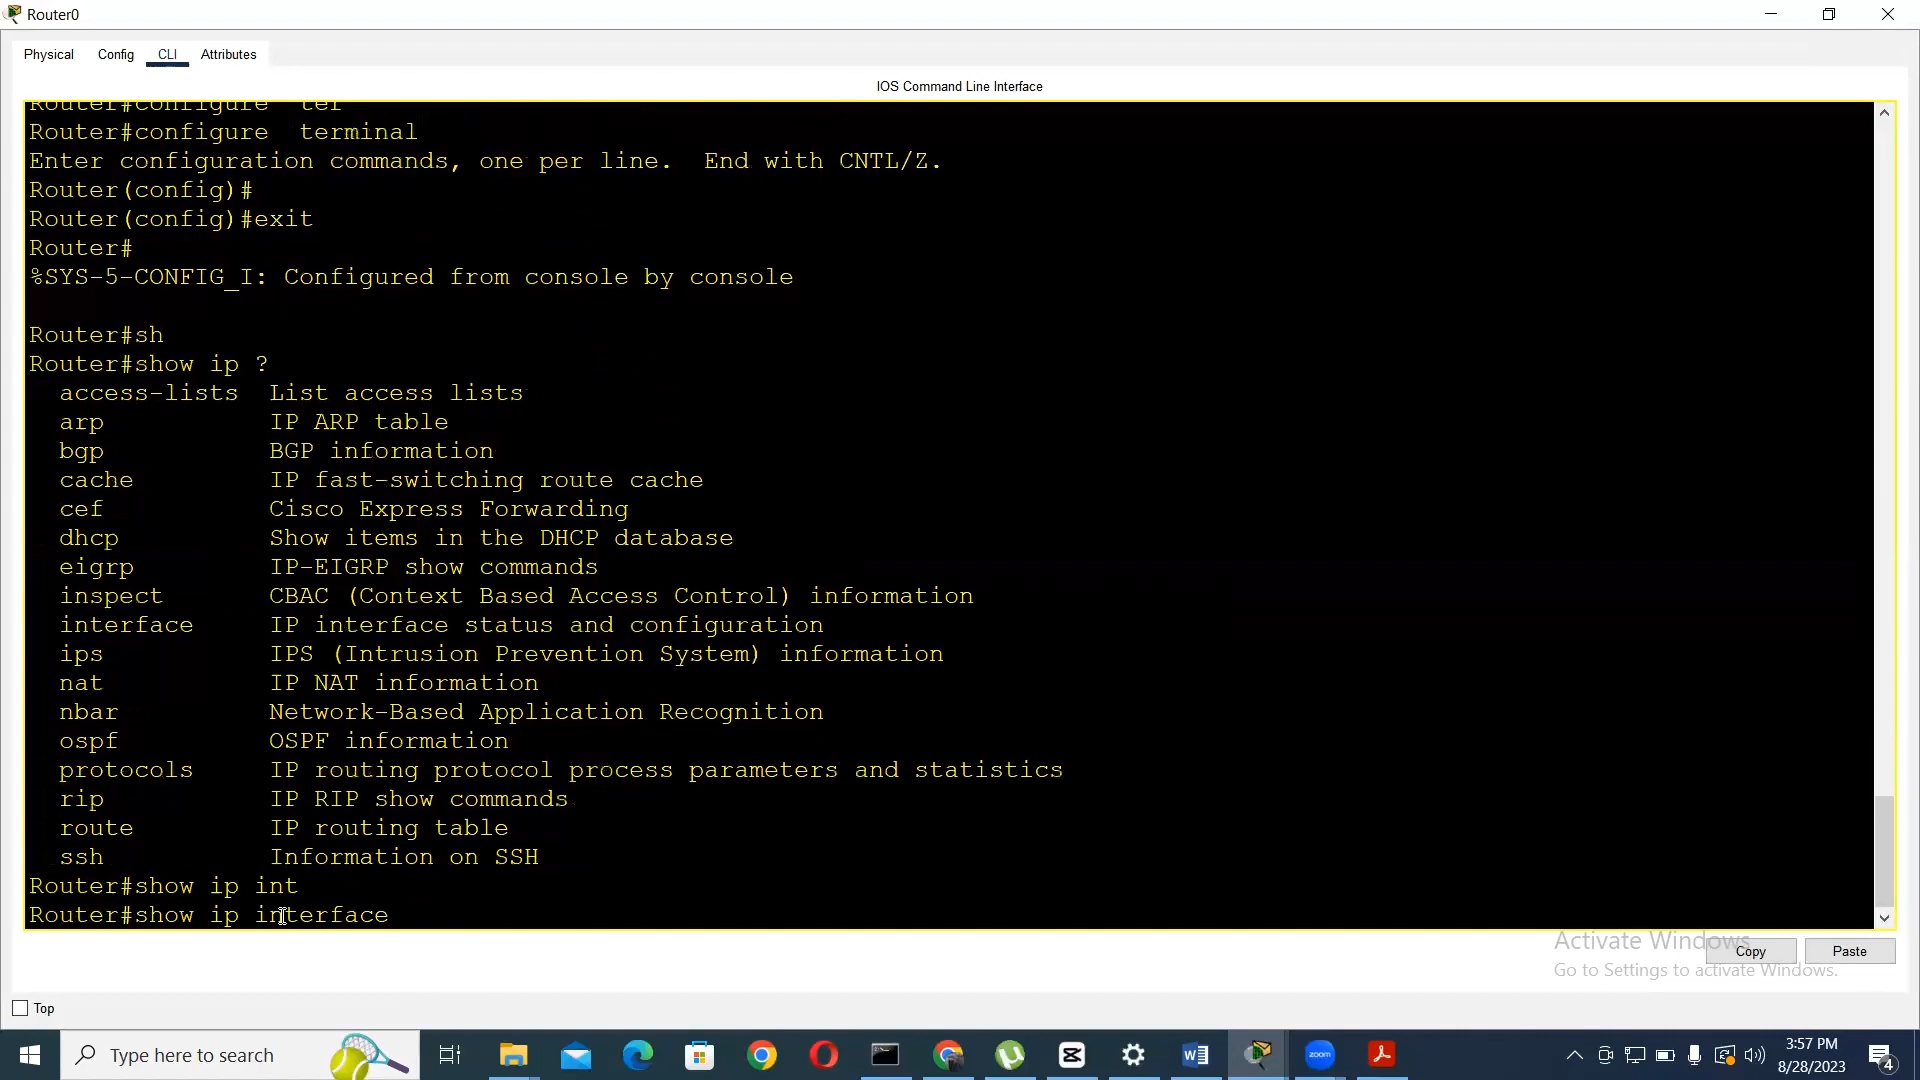 Router0
Physical Config CLI Attributes
IOS Command Line Interface
Router#configure  ter
Router#configure  terminal
Enter configuration commands, one per line.  End with CNTL/Z.
Router(config)#
Router(config)#exit
Router#
%SYS-5-CONFIG_I: Configured from console by console
Router#sh
Router#show ip ?
access-lists  List access lists
arp           IP ARP table
bgp           BGP information
cache         IP fast-switching route cache
cef           Cisco Express Forwarding
dhcp          Show items in the DHCP database
eigrp         IP-EIGRP show commands
inspect       CBAC (Context Based Access Control) information
interface     IP interface status and configuration
ips           IPS (Intrusion Prevention System) information
nat           IP NAT information
nbar          Network-Based Application Recognition
ospf          OSPF information
protocols     IP routing protocol process parameters and statistics
rip           IP RIP show commands
route         IP routing table
ssh           Information on SSH
Router#show ip int
Router#show ip interface
Activate Windows
Copy Paste
Go to Settings to activate Windows.
Top
Type here to search
zoom
3:57 PM
8/28/2023
4